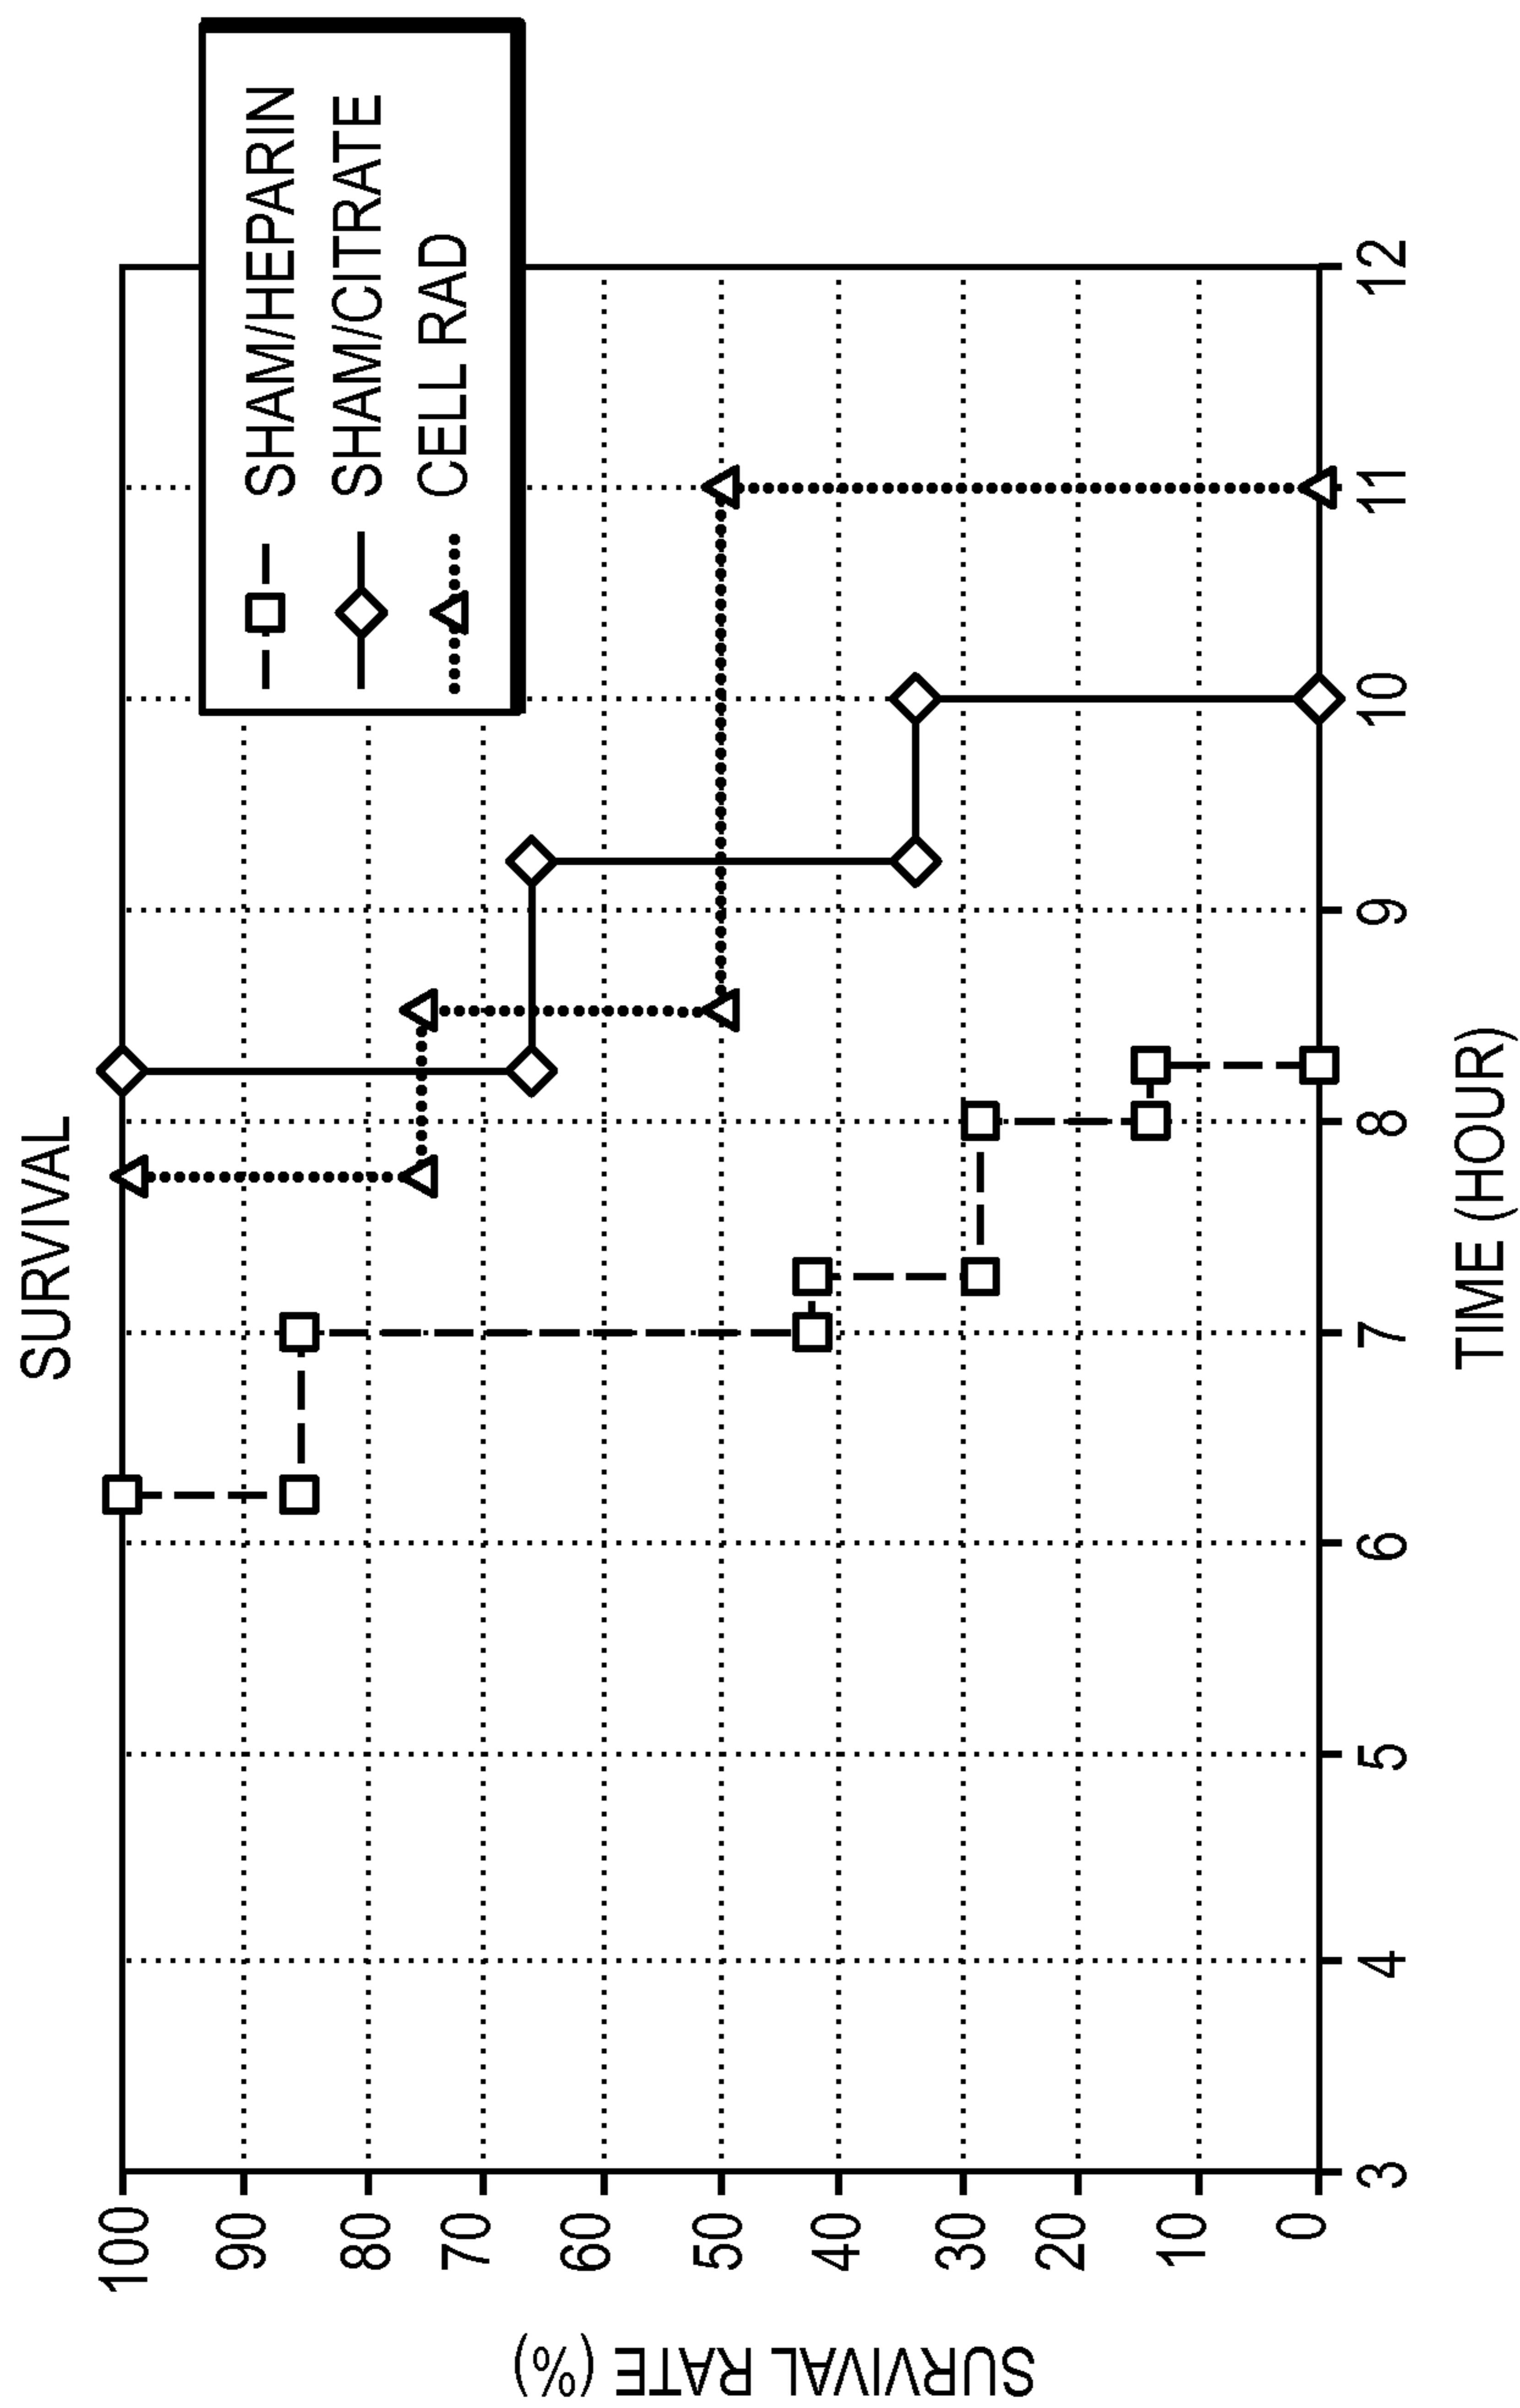 SURVIVAL
SHAM/HEPARIN
SHAM/CITRATE
CELL RAD
SURVIVAL RATE (%)
100
90
80
70
60
50
40
30
20
10
0
3 4 5 6 7 8 9 10 11 12
TIME (HOUR)